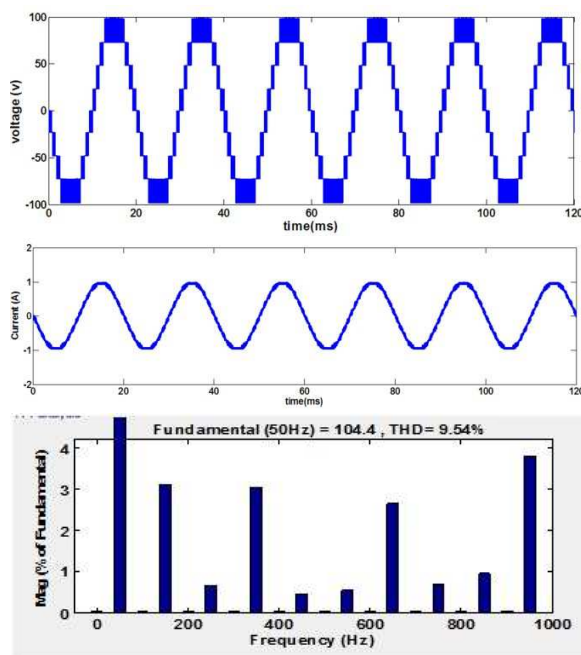 100
50
0
-50
-100
voltage (v)
0 20 40 60 80 100 120
time(ms)
2
1
0
-1
-2
Current (A)
0 20 40 60 80 100 120
time(ms)
Fundamental (50Hz) = 104.4 , THD= 9.54%
4
3
2
1
0
Mag (% of Fundamental)
0 200 400 600 800 1000
Frequency (Hz)